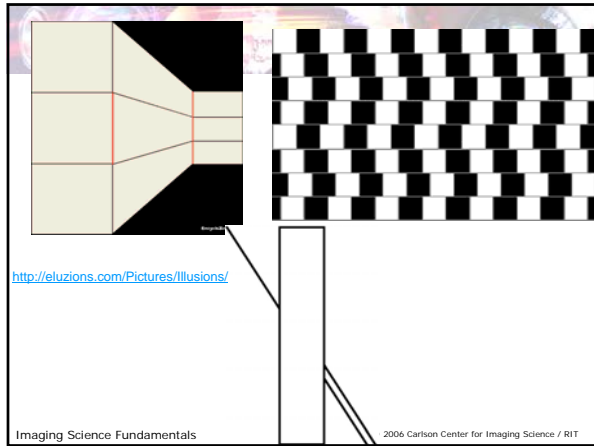 http://eluzions.com/Pictures/Illusions/
Imaging Science Fundamentals
2006 Carlson Center for Imaging Science / RIT